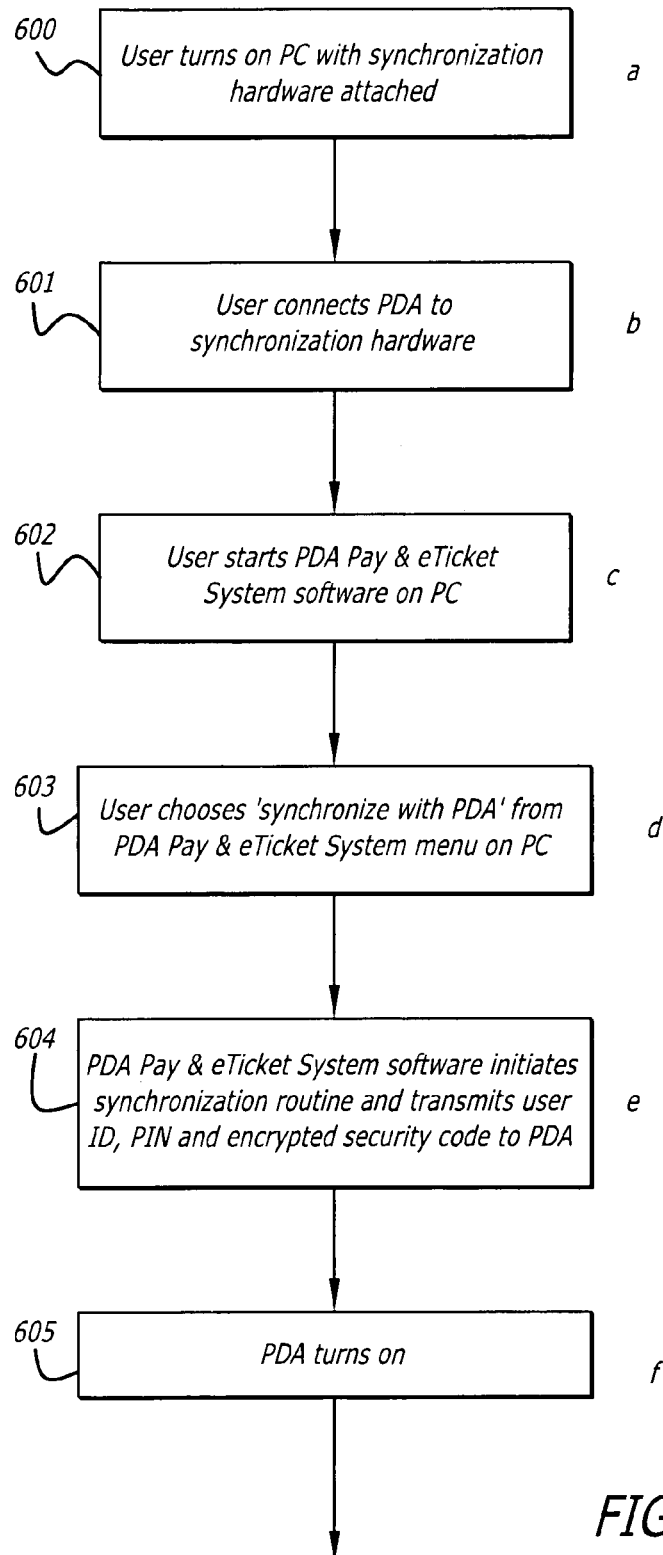 600
User turns on PC with synchronization
hardware attached
a
601
User connects PDA to
synchronization hardware
b
602
User starts PDA Pay & eTicket
System software on PC
c
603
User chooses 'synchronize with PDA' from
PDA Pay & eTicket System menu on PC
d
604
PDA Pay & eTicket System software initiates
synchronization routine and transmits user
ID, PIN and encrypted security code to PDA
e
605
PDA turns on
f
FIG